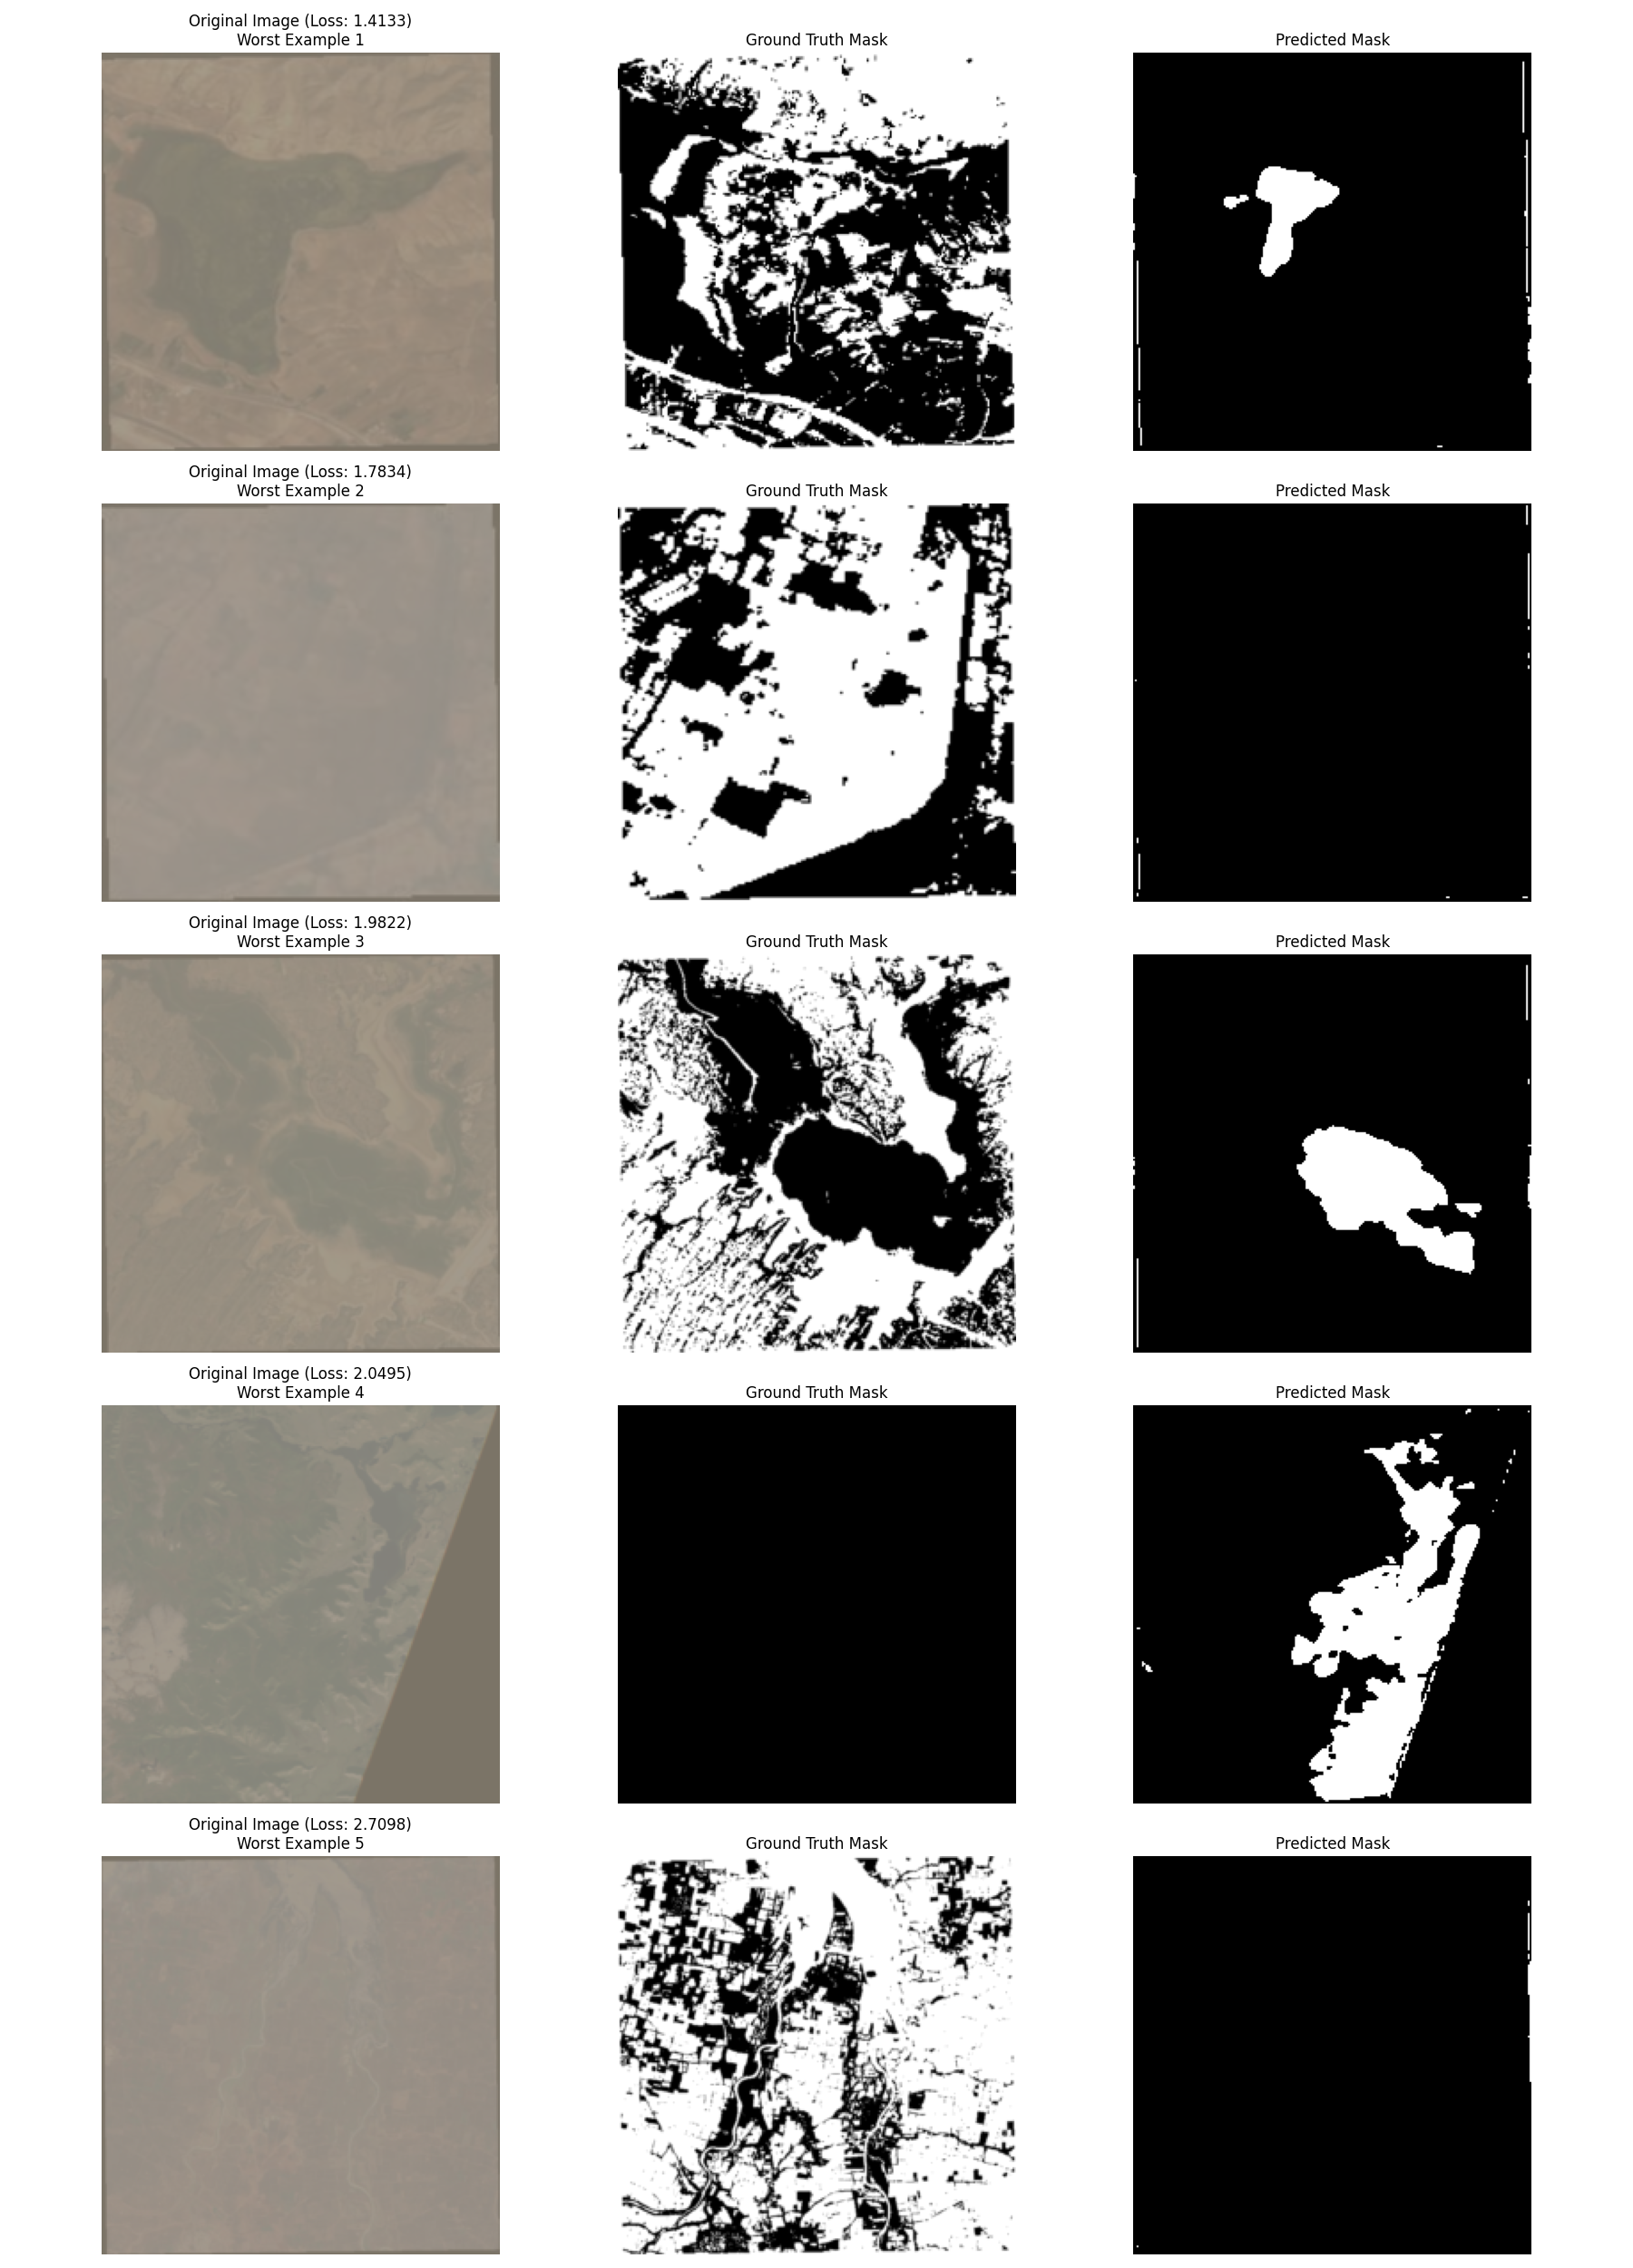 Original Image (Loss: 1.4133)
Worst Example 1
Ground Truth Mask
Predicted Mask
Original Image (Loss: 1.7834)
Worst Example 2
Ground Truth Mask
Predicted Mask
Original Image (Loss: 1.9822)
Worst Example 3
Ground Truth Mask
Predicted Mask
Original Image (Loss: 2.0495)
Worst Example 4
Ground Truth Mask
Predicted Mask
Original Image (Loss: 2.7098)
Worst Example 5
Ground Truth Mask
Predicted Mask